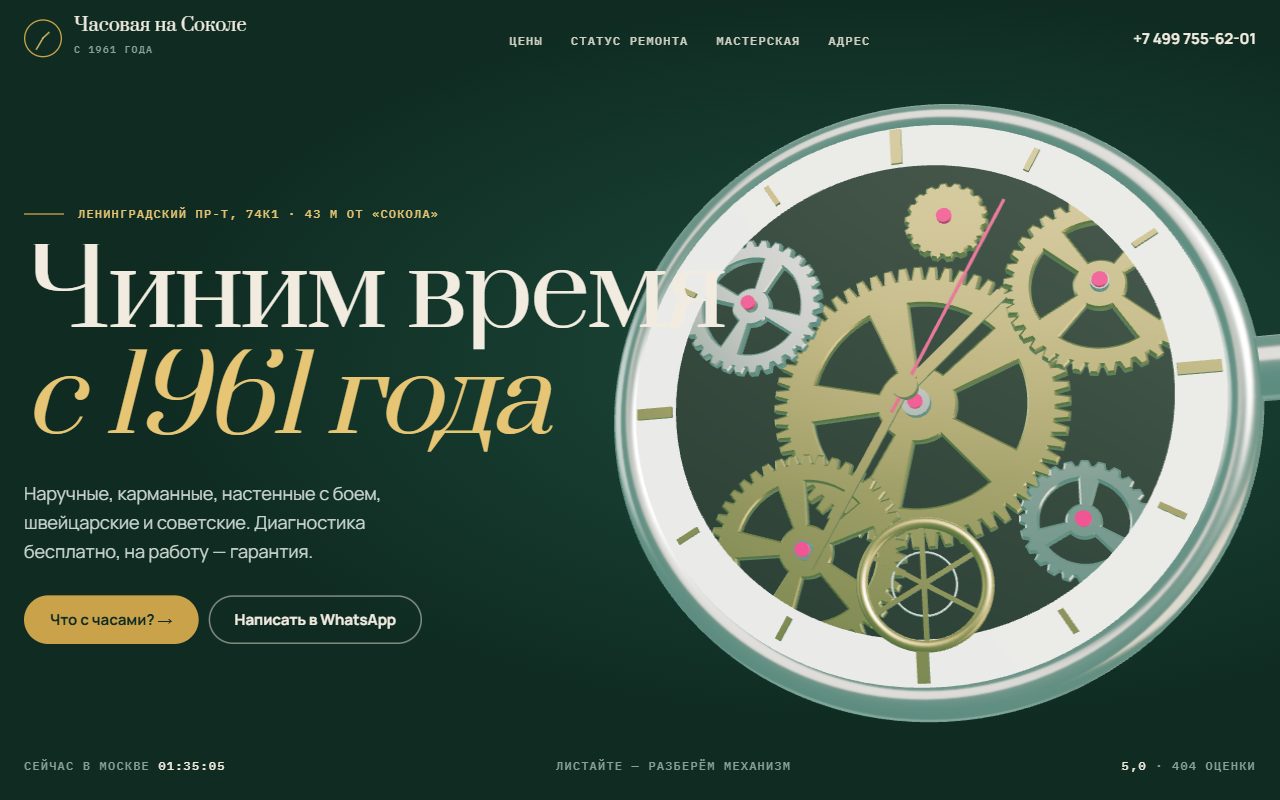 Часовая на Соколе
С 1961 ГОДА
ЦЕНЫ
СТАТУС РЕМОНТА
МАСТЕРСКАЯ
АДРЕС
+7 499 755-62-01
ЛЕНИНГРАДСКИЙ ПР-Т, 74К1 · 43 М ОТ «СОКОЛА»
Чиним время
с 1961 года
Наручные, карманные, настенные с боем,
швейцарские и советские. Диагностика
бесплатно, на работу — гарантия.
Что с часами? →
Написать в WhatsApp
СЕЙЧАС В МОСКВЕ 01:35:05
ЛИСТАЙТЕ — РАЗБЕРЁМ МЕХАНИЗМ
5,0 · 404 ОЦЕНКИ